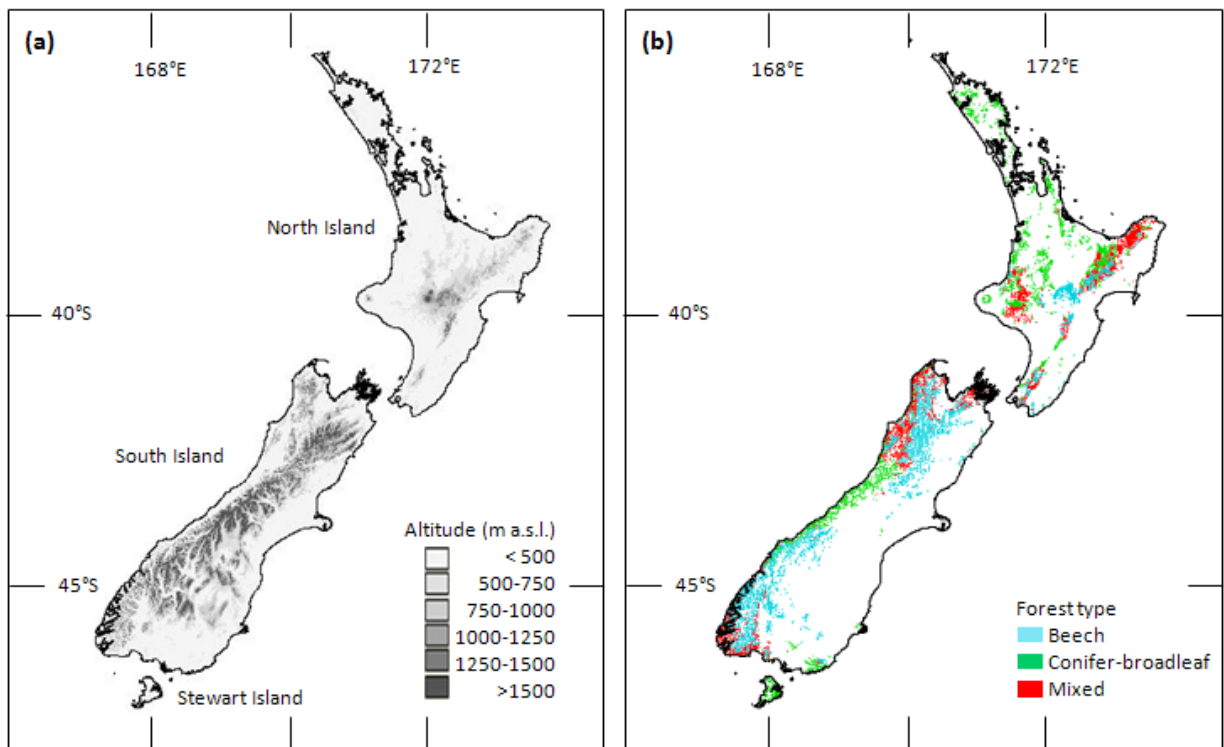 (a)
168°E
172°E
North Island
40°S
South Island
Altitude (m a.s.l.)
< 500
500-750
750-1000
45°S
1000-1250
1250-1500
>1500
Stewart Island
(b)
168°E
172°E
40°S
45°S
Forest type
Beech
Conifer-broadleaf
Mixed